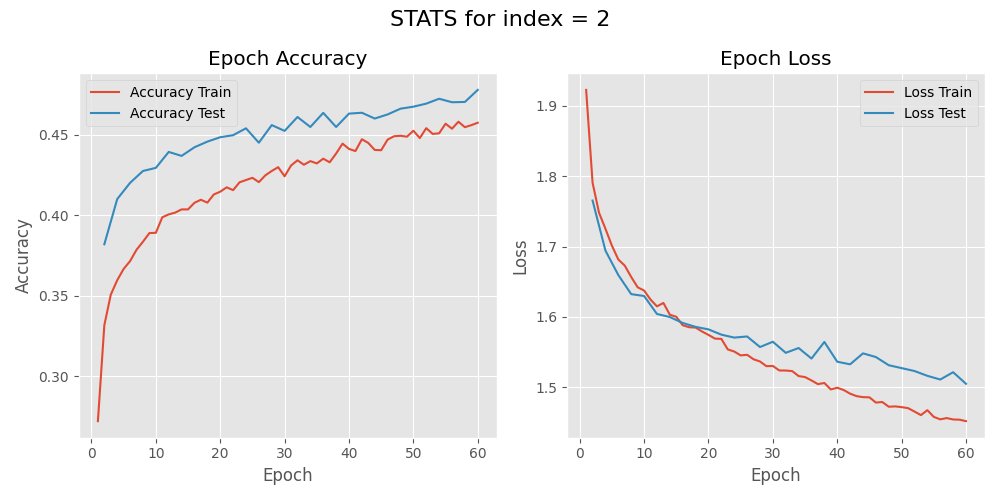 STATS for index = 2
Epoch Accuracy
Accuracy Train
Accuracy Test
0.45
0.40
0.35
0.30
Accuracy
0 10 20 30 40 50 60
Epoch
Epoch Loss
Loss Train
Loss Test
1.9
1.8
1.7
1.6
1.5
Loss
0 10 20 30 40 50 60
Epoch